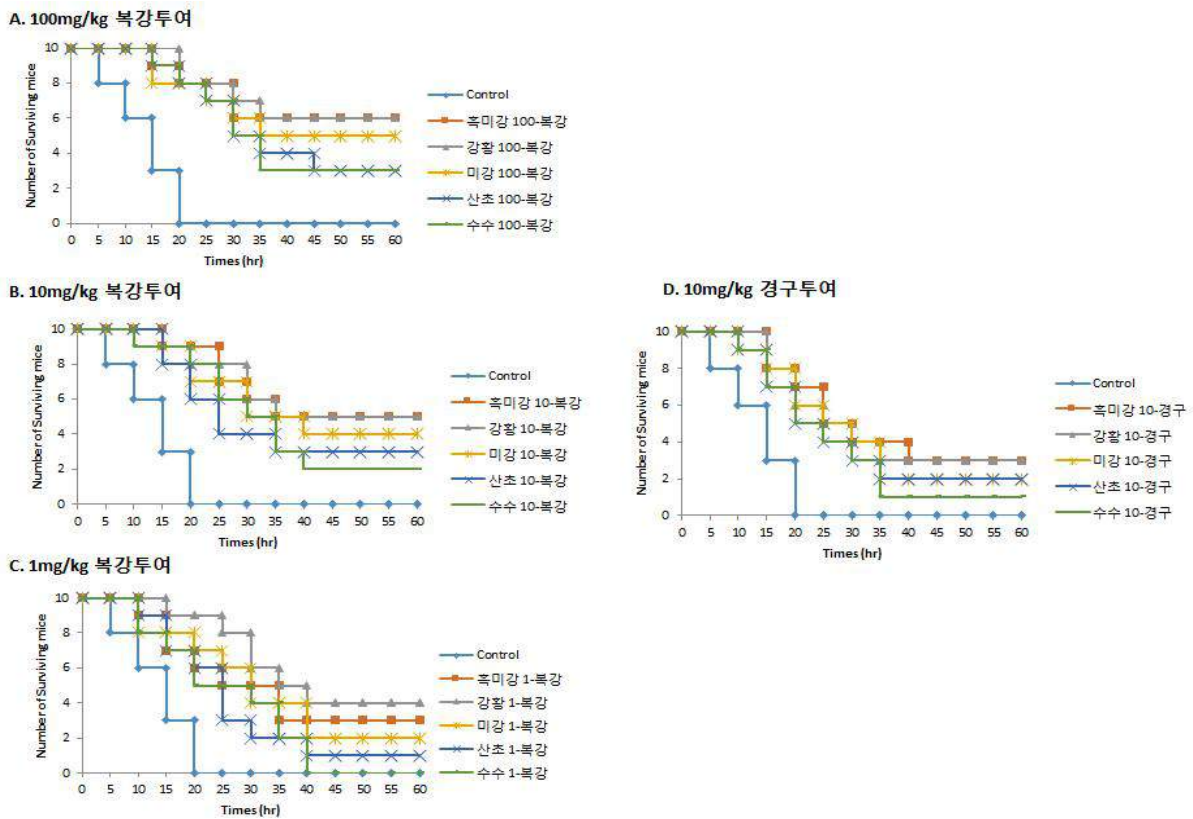 A. 100mg/kg 복강투여
Number of Surviving mice
10
8
6
4
2
0
0 5 10 15 20 25 30 35 40 45 50 55 60
Times (hr)
Control
흑미강 100-복강
강황 100-복강
미강 100-복강
산초 100-복강
수수 100-복강
B. 10mg/kg 복강투여
Number of Surviving mice
10
8
6
4
2
0
0 5 10 15 20 25 30 35 40 45 50 55 60
Times (hr)
Control
흑미강 10-복강
강황 10-복강
미강 10-복강
산초 10-복강
수수 10-복강
D. 10mg/kg 경구투여
Number of Surviving mice
10
8
6
4
2
0
0 5 10 15 20 25 30 35 40 45 50 55 60
Times (hr)
Control
흑미강 10-경구
강황 10-경구
미강 10-경구
산초 10-경구
수수 10-경구
C. 1mg/kg 복강투여
Number of Surviving mice
10
8
6
4
2
0
0 5 10 15 20 25 30 35 40 45 50 55 60
Times (hr)
Control
흑미강 1-복강
강황 1-복강
미강 1-복강
산초 1-복강
수수 1-복강